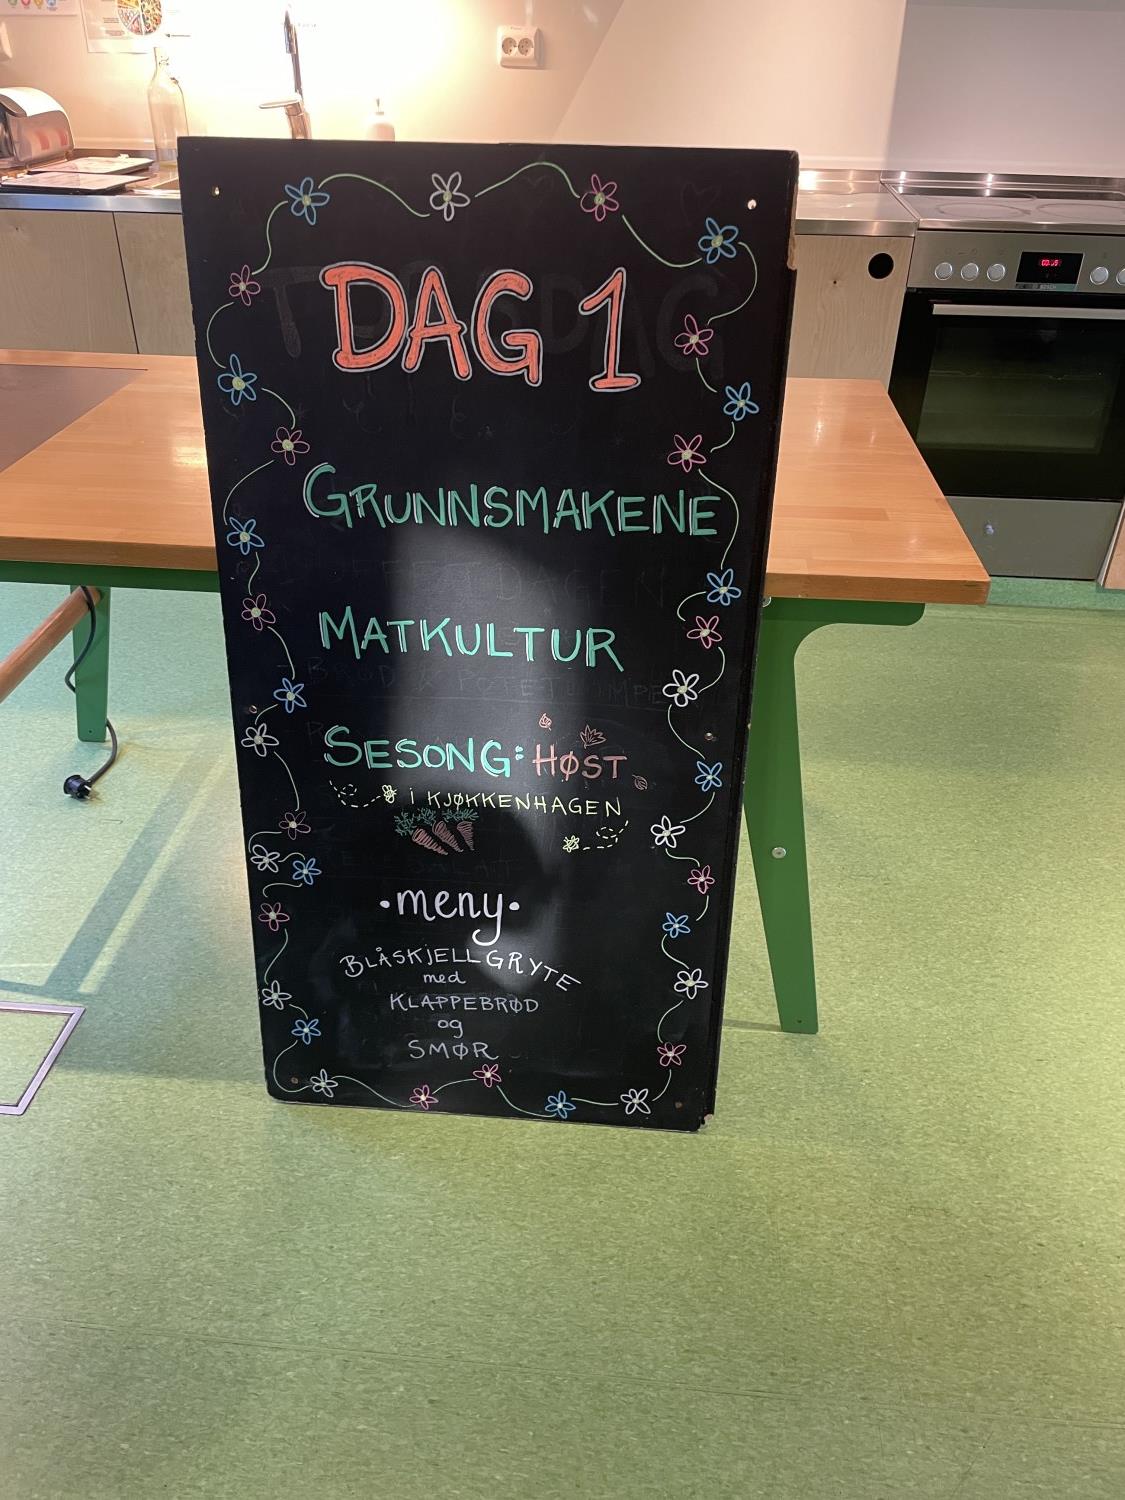 DAG 1
GRUNNSMAKENE
MATKULTUR
SESONG: HØST
i KJØKKENHAGEN
•meny•
BLÅSKJELLGRYTE
med
KLAPPEBRØD
og
SMØR